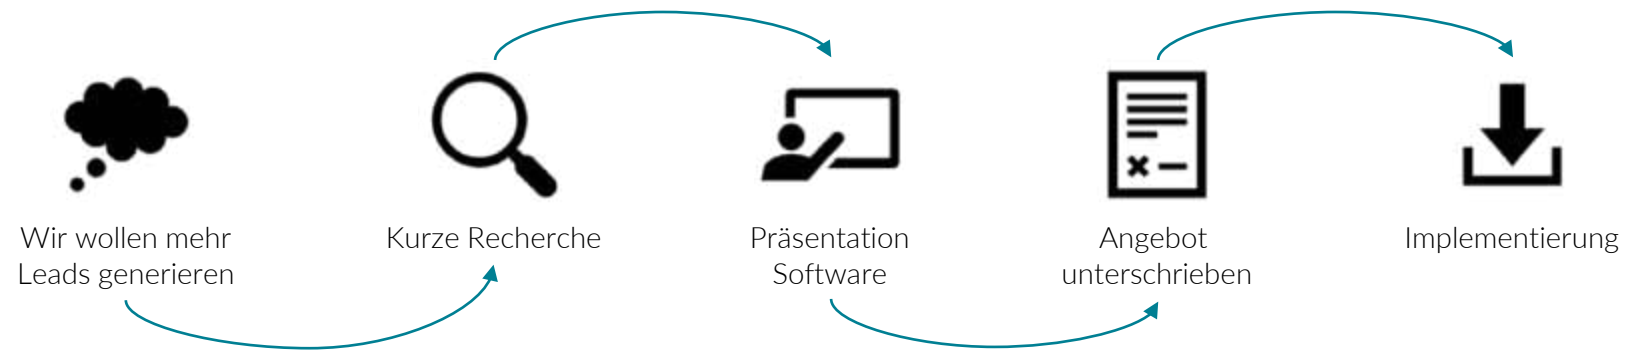 Wir wollen mehr
Leads generieren
Kurze Recherche
Präsentation
Software
Angebot
unterschrieben
Implementierung